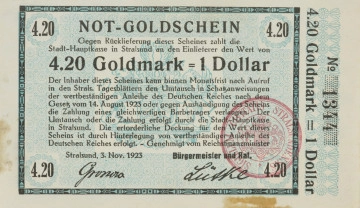 NOT-GOLDSCHEIN
4.20
4.20
Gegen Rücklieferung dieses Scheines zahlt die
Stadt-Hauptkasse in Stralsund an den Einlieferer den Wert von
4.20 Goldmark = 1 Dollar
Der Inhaber dieses Scheines kann binnen Monatsfrist nach Aufruf
in den Strals. Tagesblättern den Umtausch in Schatzanweisungen
der wertbeständigen Anleihe des Deutschen Reiches nach dem
Gesetz vom 14. August 1923 oder gegen Aushändigung des Scheins
die Zahlung eines gleichwertigen Barbetrages verlangen. Der
Umtausch oder die Zahlung erfolgt durch die Stadt-Hauptkasse
in Stralsund. Die erforderliche Deckung für den Wert dieses
Scheins ist durch Hinterlegung von wertbeständiger Anleihe des
Deutschen Reiches erfolgt. - Genehmigt vom Reichsminister
4.20
Stralsund, 3. Nov. 1923
Bürgermeister und Rat.
4.20
Gronow
4.20 Goldmark = 1 Dollar
№ 1344